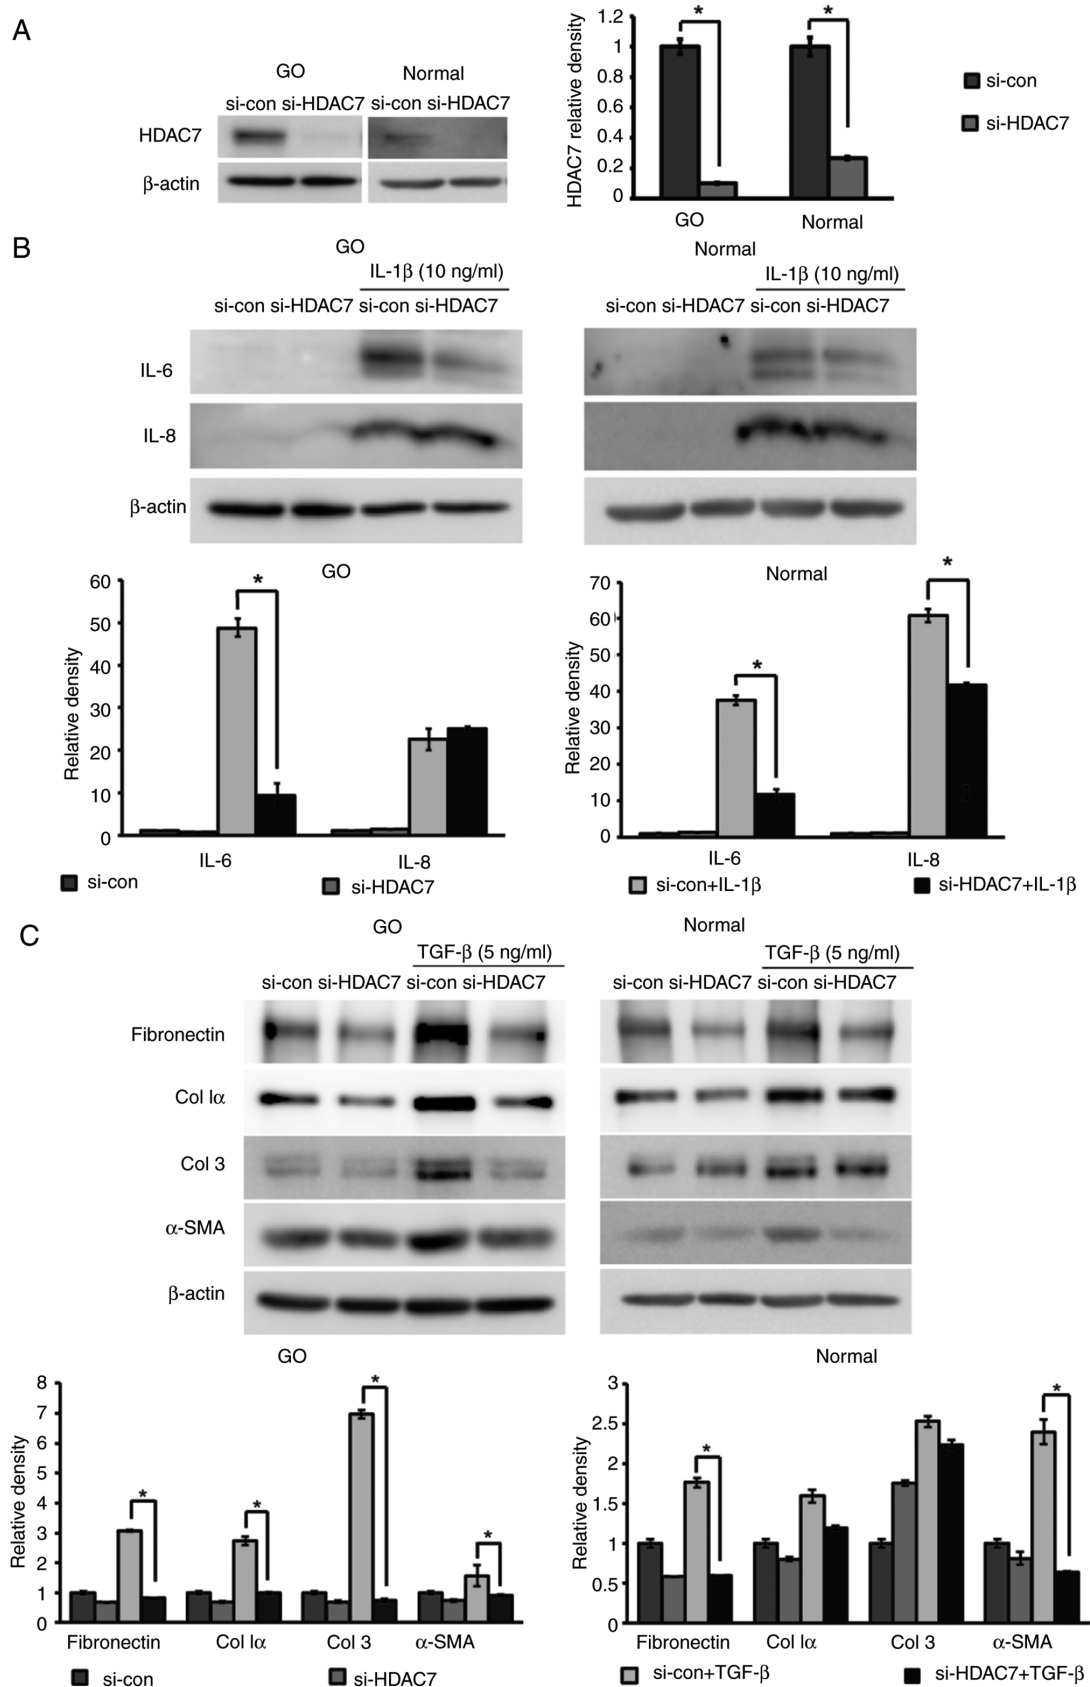 A
GO
Normal
si-con si-HDAC7
si-con si-HDAC7
HDAC7
β-actin
HDAC7 relative density
1.2
1
0.8
0.6
0.4
0.2
0
*
*
GO
Normal
si-con
si-HDAC7
B
GO
Normal
IL-1β (10 ng/ml)
IL-1β (10 ng/ml)
si-con si-HDAC7 si-con si-HDAC7
si-con si-HDAC7 si-con si-HDAC7
IL-6
IL-8
β-actin
GO
Relative density
60
50
40
30
20
10
0
*
IL-6
IL-8
Normal
Relative density
70
60
50
40
30
20
10
0
*
*
IL-6
IL-8
si-con
si-HDAC7
si-con+IL-1β
si-HDAC7+IL-1β
C
GO
Normal
TGF-β (5 ng/ml)
TGF-β (5 ng/ml)
si-con si-HDAC7 si-con si-HDAC7
si-con si-HDAC7 si-con si-HDAC7
Fibronectin
Col Iα
Col 3
α-SMA
β-actin
GO
Relative density
8
7
6
5
4
3
2
1
0
*
*
*
*
Fibronectin
Col Iα
Col 3
α-SMA
Normal
Relative density
3
2.5
2
1.5
1
0.5
0
*
*
Fibronectin
Col Iα
Col 3
α-SMA
si-con
si-HDAC7
si-con+TGF-β
si-HDAC7+TGF-β